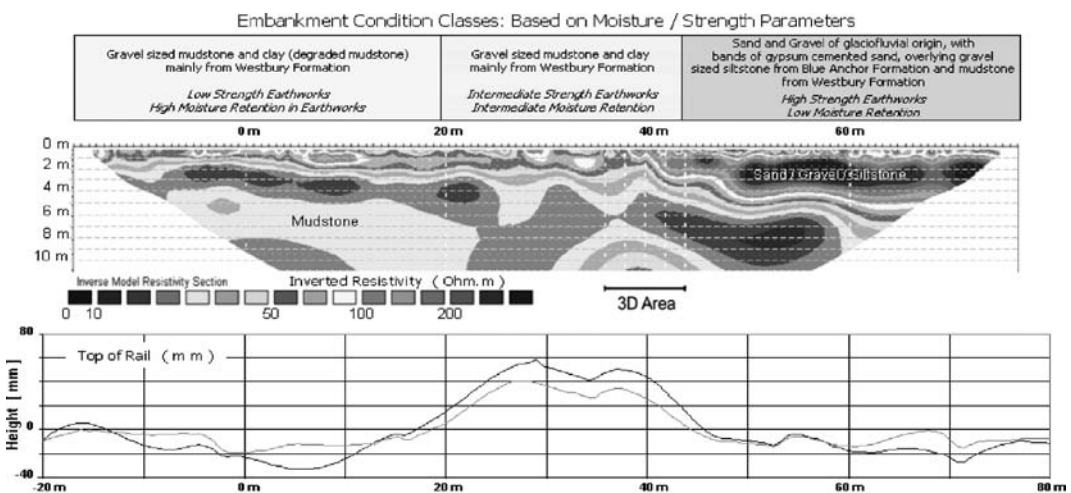 Embankment Condition Classes: Based on Moisture / Strength Parameters
Gravel sized mudstone and clay (degraded mudstone)
mainly from Westbury Formation
Low Strength Earthworks
High Moisture Retention in Earthworks
Gravel sized mudstone and clay
mainly from Westbury Formation
Intermediate Strength Earthworks
Intermediate Moisture Retention
Sand and Gravel of glaciofluvial origin, with
bands of gypsum cemented sand, overlying gravel
sized siltstone from Blue Anchor Formation and mudstone
from Westbury Formation
High Strength Earthworks
Low Moisture Retention
0 m 20 m 40 m 60 m
0 m
2 m
4 m
6 m
8 m
10 m
Sand / Gravel / Siltstone
Mudstone
Inverse Model Resistivity Section Inverted Resistivity ( Ohm. m )
0 10 50 100 200
3D Area
Top of Rail ( m m )
Height [ mm ]
80
40
0
-40
-20 m 0 m 20 m 40 m 60 m 80 m